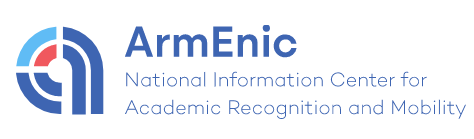 ArmEnic
National Information Center for
Academic Recognition and Mobility